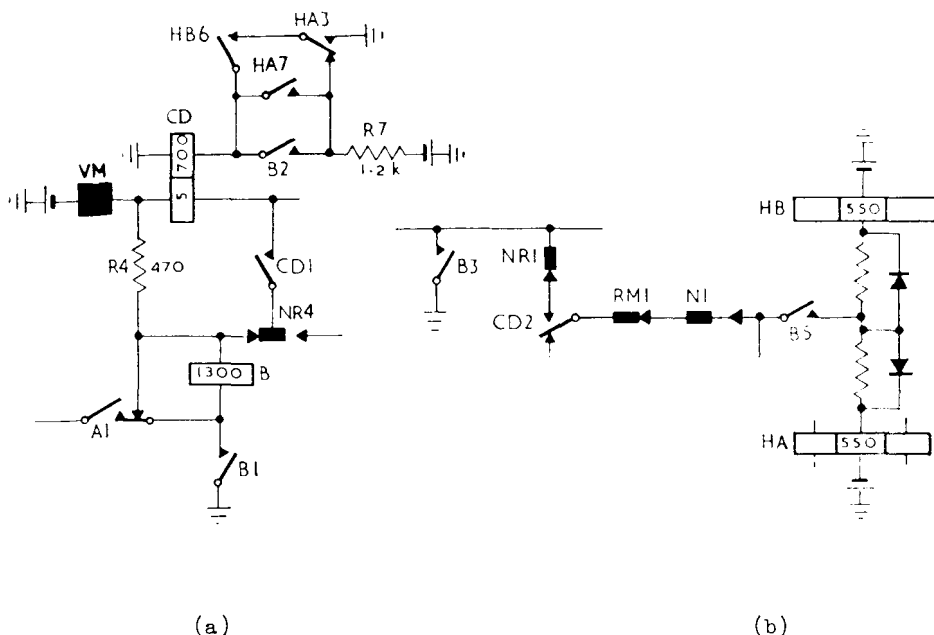 HA3
HB6
HA7
CD
700
5
B2
R7
1·2 k
VM
R4 470
CD1
NR4
1300 B
A1
B1
HB 550
B3
NR1
CD2
RM1
N1
B5
HA 550
(a)
(b)